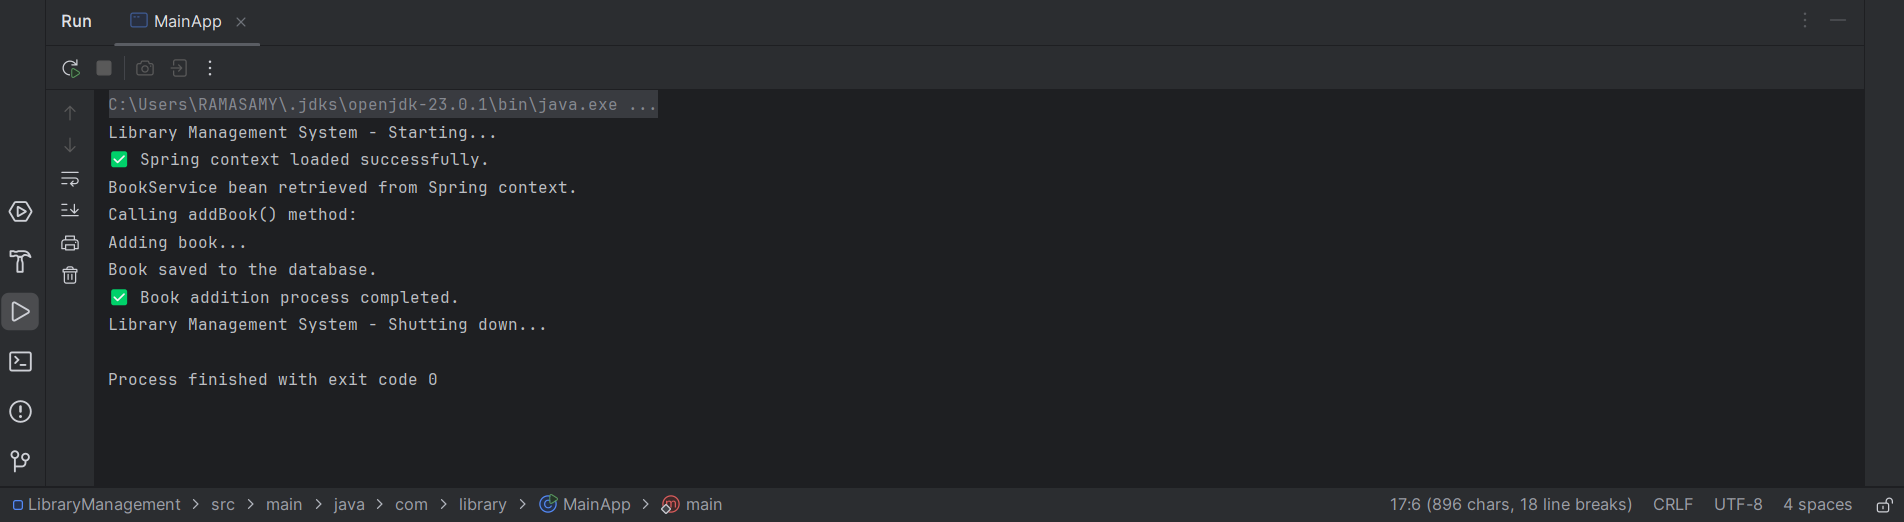 Run MainApp
C:\Users\RAMASAMY\.jdks\openjdk-23.0.1\bin\java.exe ...
Library Management System - Starting...
✅ Spring context loaded successfully.
BookService bean retrieved from Spring context.
Calling addBook() method:
Adding book...
Book saved to the database.
✅ Book addition process completed.
Library Management System - Shutting down...
Process finished with exit code 0
LibraryManagement > src > main > java > com > library > MainApp > main 17:6 (896 chars, 18 line breaks) CRLF UTF-8 4 spaces